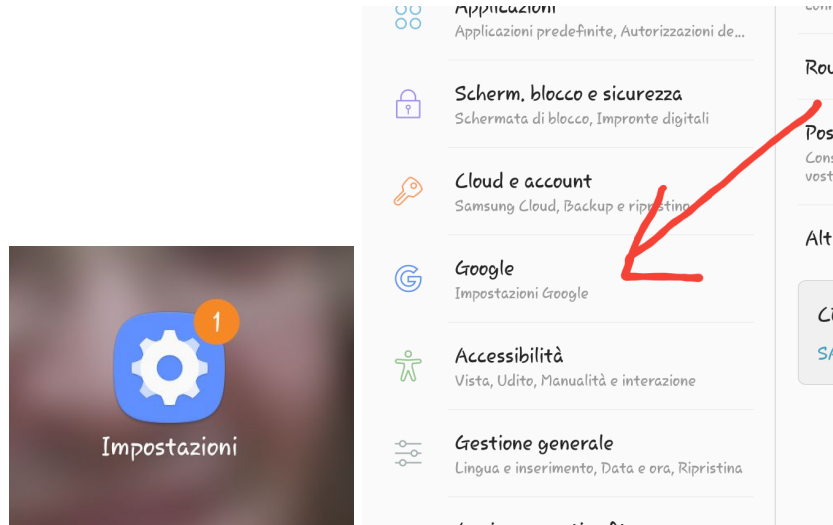 1
Impostazioni
Applicazioni
Applicazioni predefinite, Autorizzazioni de...
Scherm. blocco e sicurezza
Schermata di blocco, Impronte digitali
Cloud e account
Samsung Cloud, Backup e ripristino
Google
Impostazioni Google
Accessibilità
Vista, Udito, Manualità e interazione
Gestione generale
Lingua e inserimento, Data e ora, Ripristina
Rou
Pos
Cons
vost
Alt
SA